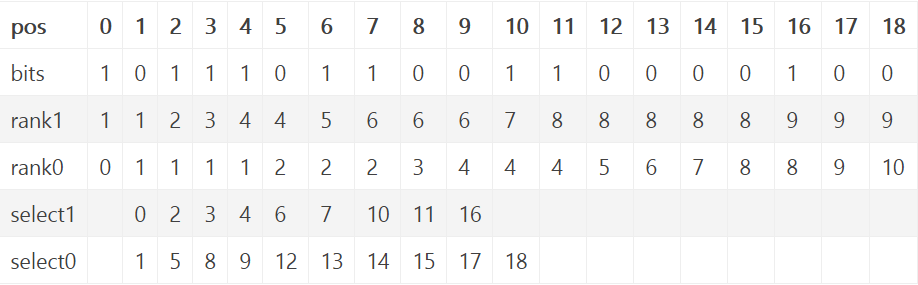 pos 0 1 2 3 4 5 6 7 8 9 10 11 12 13 14 15 16 17 18
bits 1 0 1 1 1 0 1 1 0 0 1 1 0 0 0 0 1 0 0
rank1 1 1 2 3 4 4 5 6 6 6 7 8 8 8 8 8 9 9 9
rank0 0 1 1 1 1 2 2 2 3 4 4 4 5 6 7 8 8 9 10
select1 0 2 3 4 6 7 10 11 16
select0 1 5 8 9 12 13 14 15 17 18